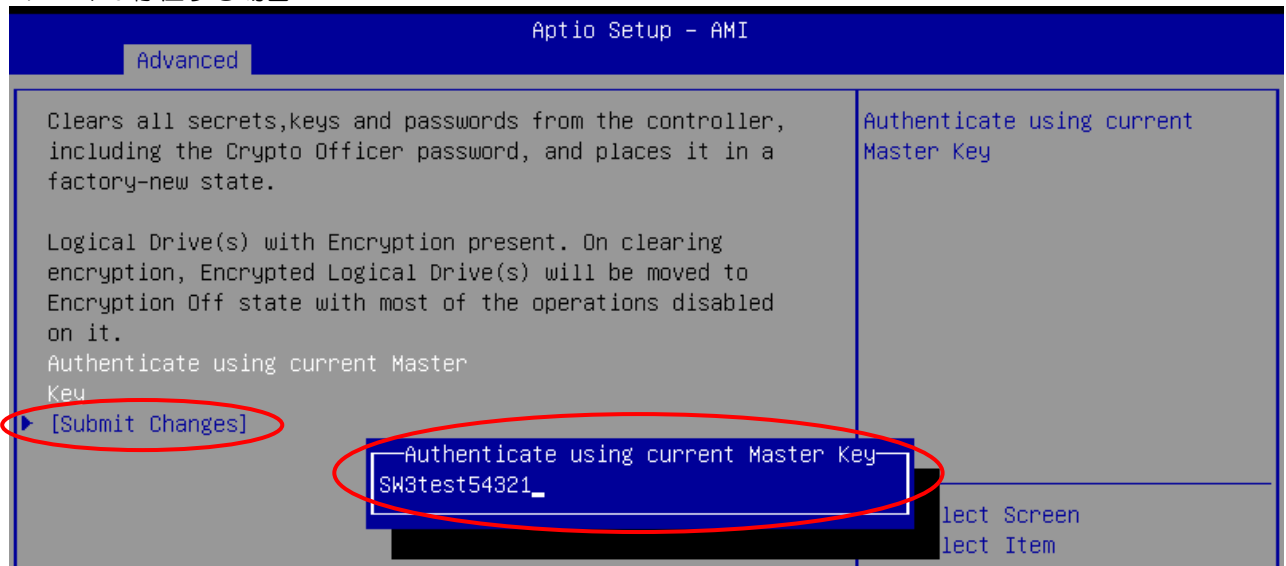 Aptio Setup – AMI
Advanced
Clears all secrets,keys and passwords from the controller,
including the Crypto Officer password, and places it in a
factory-new state.
Logical Drive(s) with Encryption present. On clearing
encryption, Encrypted Logical Drive(s) will be moved to
Encryption Off state with most of the operations disabled
on it.
Authenticate using current Master
Key
[Submit Changes]
Authenticate using current Master Key
SW3test54321_
Authenticate using current
Master Key
lect Screen
lect Item